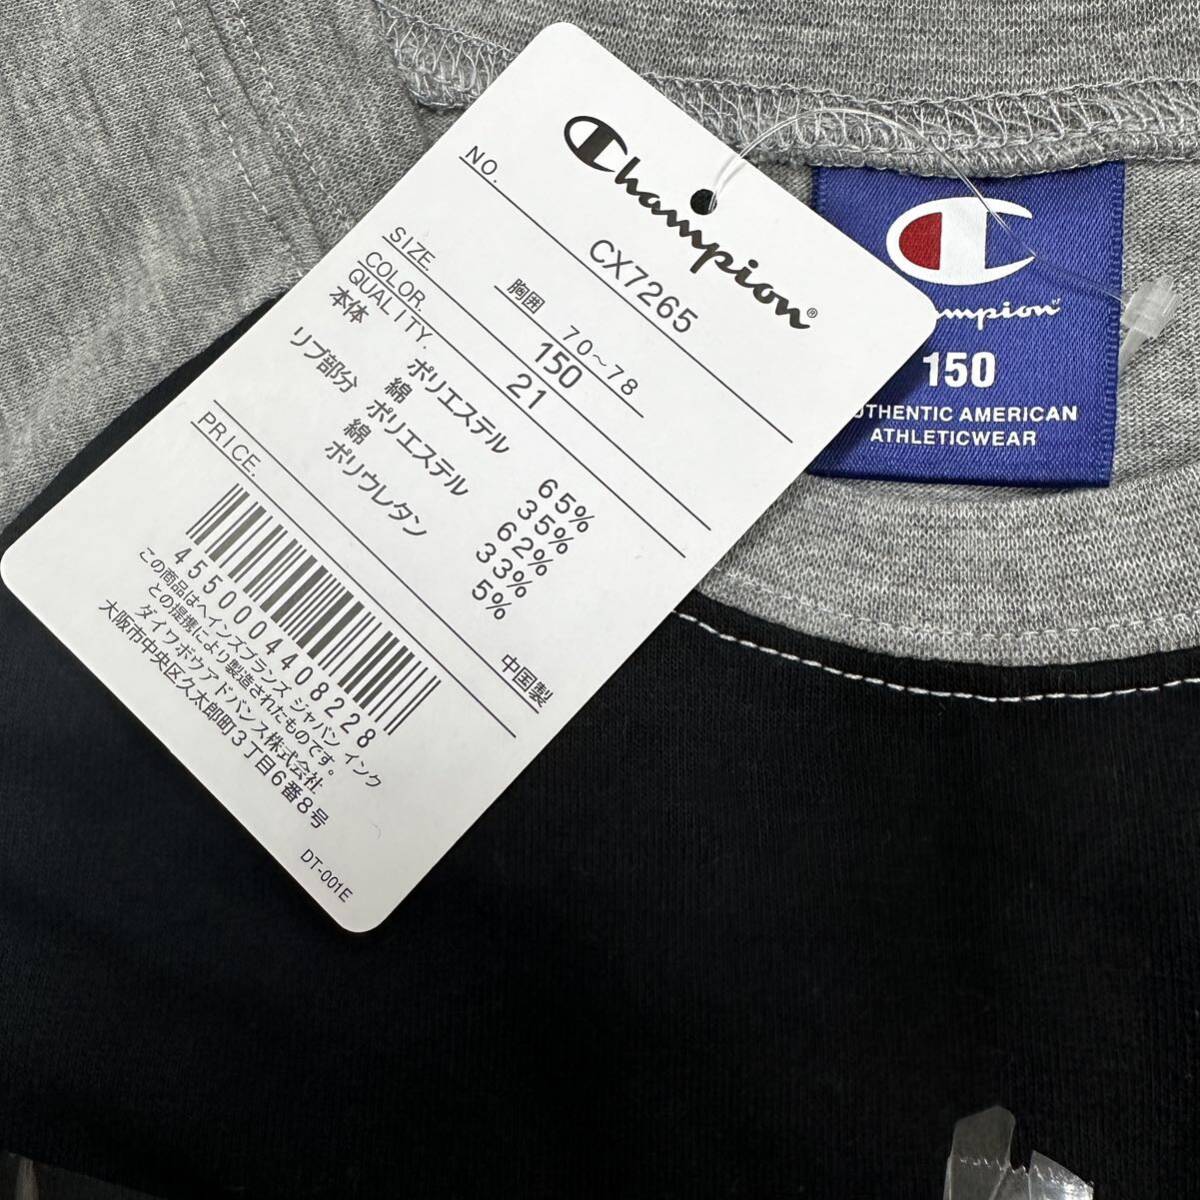 Champion®
NO. CX7265
胸囲 70〜78
SIZE 150
COLOR. 21
QUALITY.
本体 ポリエステル 65%
綿 35%
リブ部分 ポリエステル 62%
綿 33%
ポリウレタン 5%
中国製
PRICE.
4550004408228
この商品はヘインズブランズ ジャパン インク
との提携により製造されたものです。
ダイワボウアドバンス株式会社
大阪市中央区久太郎町3丁目6番8号
DT-001E
mpion
150
UTHENTIC AMERICAN
ATHLETICWEAR